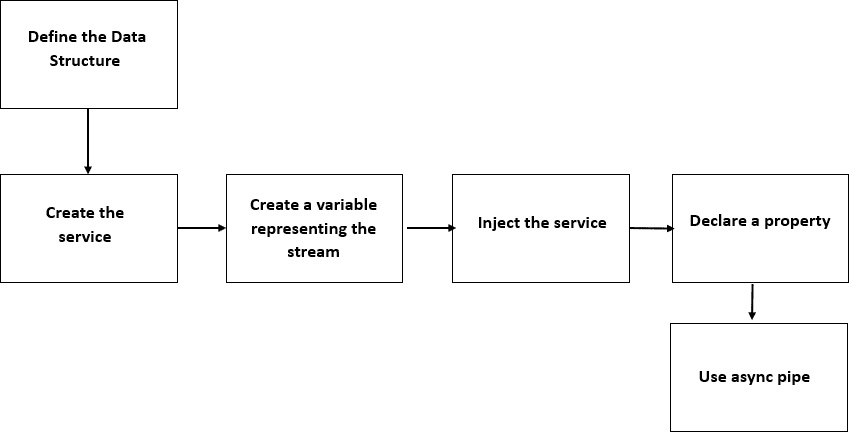 Define the Data
Structure
Create the
service
Create a variable
representing the
stream
Inject the service
Declare a property
Use async pipe